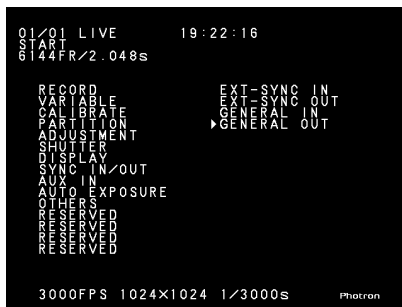 01/01 LIVE 19:22:16
START
6144FR/2.048s
RECORD EXT-SYNC IN
VARIABLE EXT-SYNC OUT
CALIBRATE GENERAL IN
PARTITION ▶GENERAL OUT
ADJUSTMENT
SHUTTER
DISPLAY
SYNC IN/OUT
AUX IN
AUTO EXPOSURE
OTHERS
RESERVED
RESERVED
RESERVED
RESERVED
3000FPS 1024×1024 1/3000s Photron